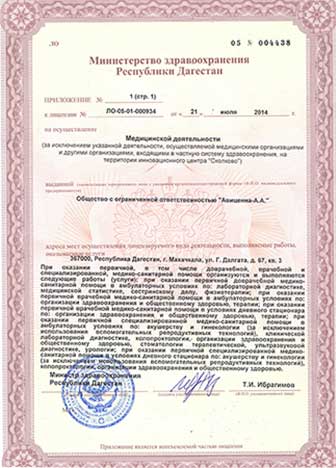 ЛО
05 № 004438
Министерство здравоохранения
Республики Дагестан
ПРИЛОЖЕНИЕ № 1 (стр. 1)
к лицензии № ЛО-05-01-000934 от « 21 » июля 2014 г.
на осуществление
Медицинской деятельности
(за исключением указанной деятельности, осуществляемой медицинскими организациями
и другими организациями, входящими в частную систему здравоохранения, на
территории инновационного центра "Сколково")
выданной
Общество с ограниченной ответственностью "Авиценна-А.А."
адреса мест осуществления лицензируемого вида деятельности, выполняемые работы,
оказываемые услуги
367000, Республика Дагестан, г. Махачкала, ул. Г. Далгата, д. 67, кв. 3
При оказании первичной, в том числе доврачебной, врачебной и
специализированной, медико-санитарной помощи организуются и выполняются
следующие работы (услуги): при оказании первичной доврачебной медико-
санитарной помощи в амбулаторных условиях по: лабораторной диагностике,
медицинской статистике, сестринскому делу, физиотерапии; при оказании
первичной врачебной медико-санитарной помощи в амбулаторных условиях по:
организации здравоохранения и общественному здоровью, терапии; при оказании
первичной врачебной медико-санитарной помощи в условиях дневного стационара
по: организации здравоохранения и общественному здоровью, терапии; при
оказании первичной специализированной медико-санитарной помощи в
амбулаторных условиях по: акушерству и гинекологии (за исключением
использования вспомогательных репродуктивных технологий), клинической
лабораторной диагностике, колопроктологии, организации здравоохранения и
общественному здоровью, стоматологии терапевтической, ультразвуковой
диагностике, урологии; при оказании первичной специализированной медико-
санитарной помощи в условиях дневного стационара по: акушерству и гинекологии
(за исключением использования вспомогательных репродуктивных технологий),
колопроктологии, организации здравоохранения и общественному здоровью.
Министр здравоохранения
Республики Дагестан
Т.И. Ибрагимов
Приложение является неотъемлемой частью лицензии